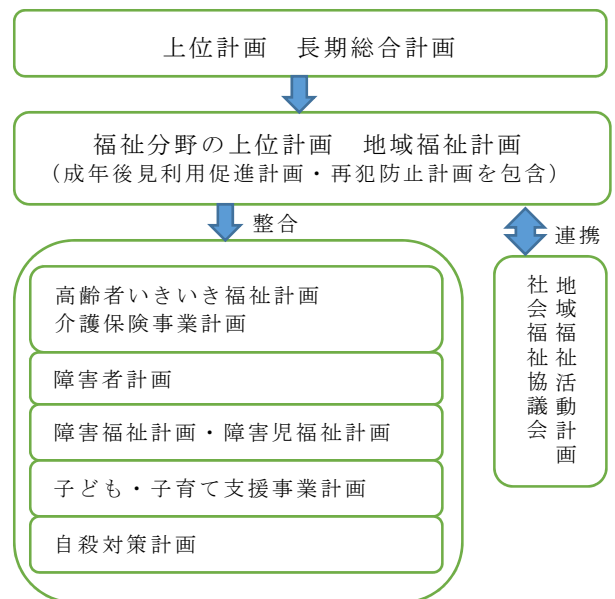 上位計画　長期総合計画
福祉分野の上位計画　地域福祉計画
（成年後見利用促進計画・再犯防止計画を包含）
整合
連携
高齢者いきいき福祉計画
介護保険事業計画
障害者計画
障害福祉計画・障害児福祉計画
子ども・子育て支援事業計画
自殺対策計画
地域福祉活動計画
社会福祉協議会